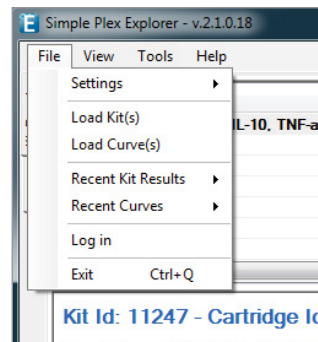 Simple Plex Explorer - v.2.1.0.18
File View Tools Help
Settings
Load Kit(s)
IL-10, TNF-a
Load Curve(s)
Recent Kit Results
Recent Curves
Log in
Exit Ctrl+Q
Kit Id: 11247 - Cartridge